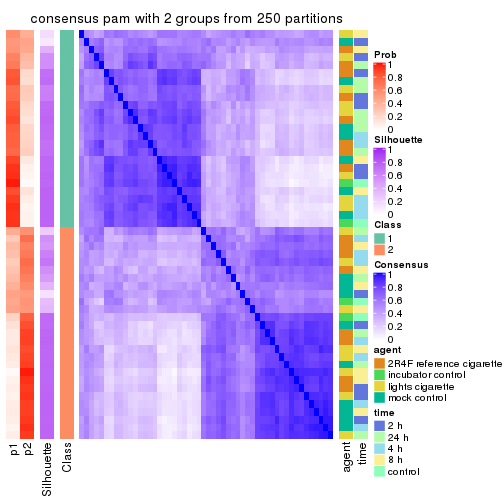 consensus pam with 2 groups from 250 partitions
Prob
1
0.8
0.6
0.4
0.2
0
Silhouette
1
0.8
0.6
0.4
0.2
0
Class
1
2
Consensus
1
0.8
0.6
0.4
0.2
0
agent
2R4F reference cigarette
incubator control
lights cigarette
mock control
time
2 h
24 h
4 h
8 h
control
p1
p2
Silhouette
Class
agent
time